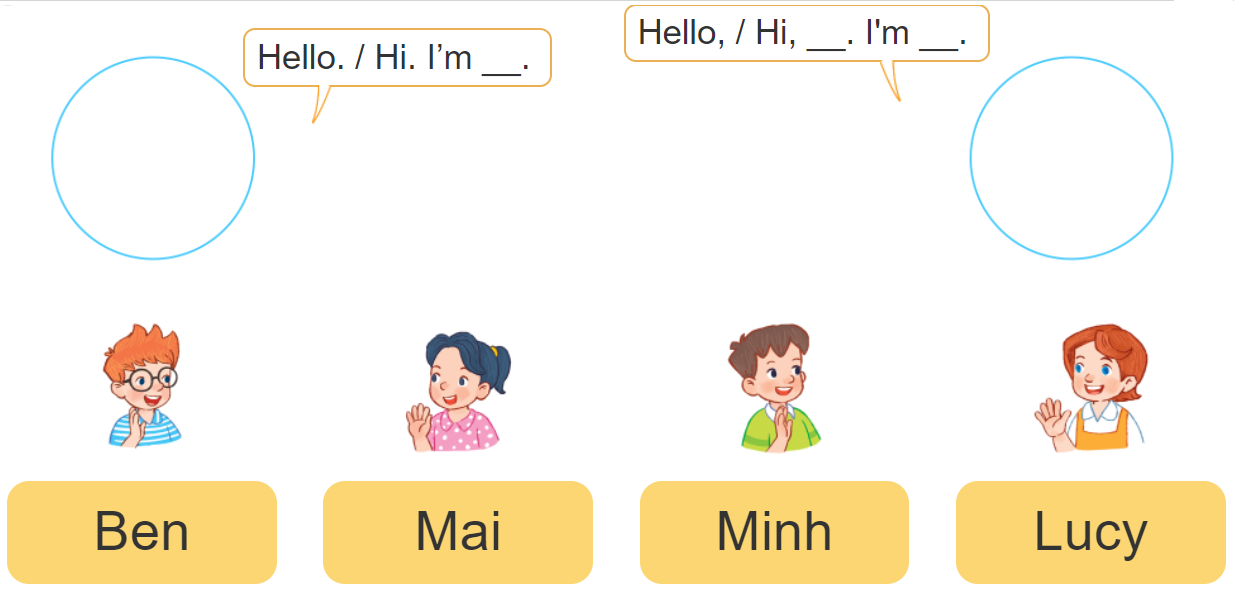 Hello. / Hi. I’m __.
Hello, / Hi, __. I'm __.
Ben
Mai
Minh
Lucy